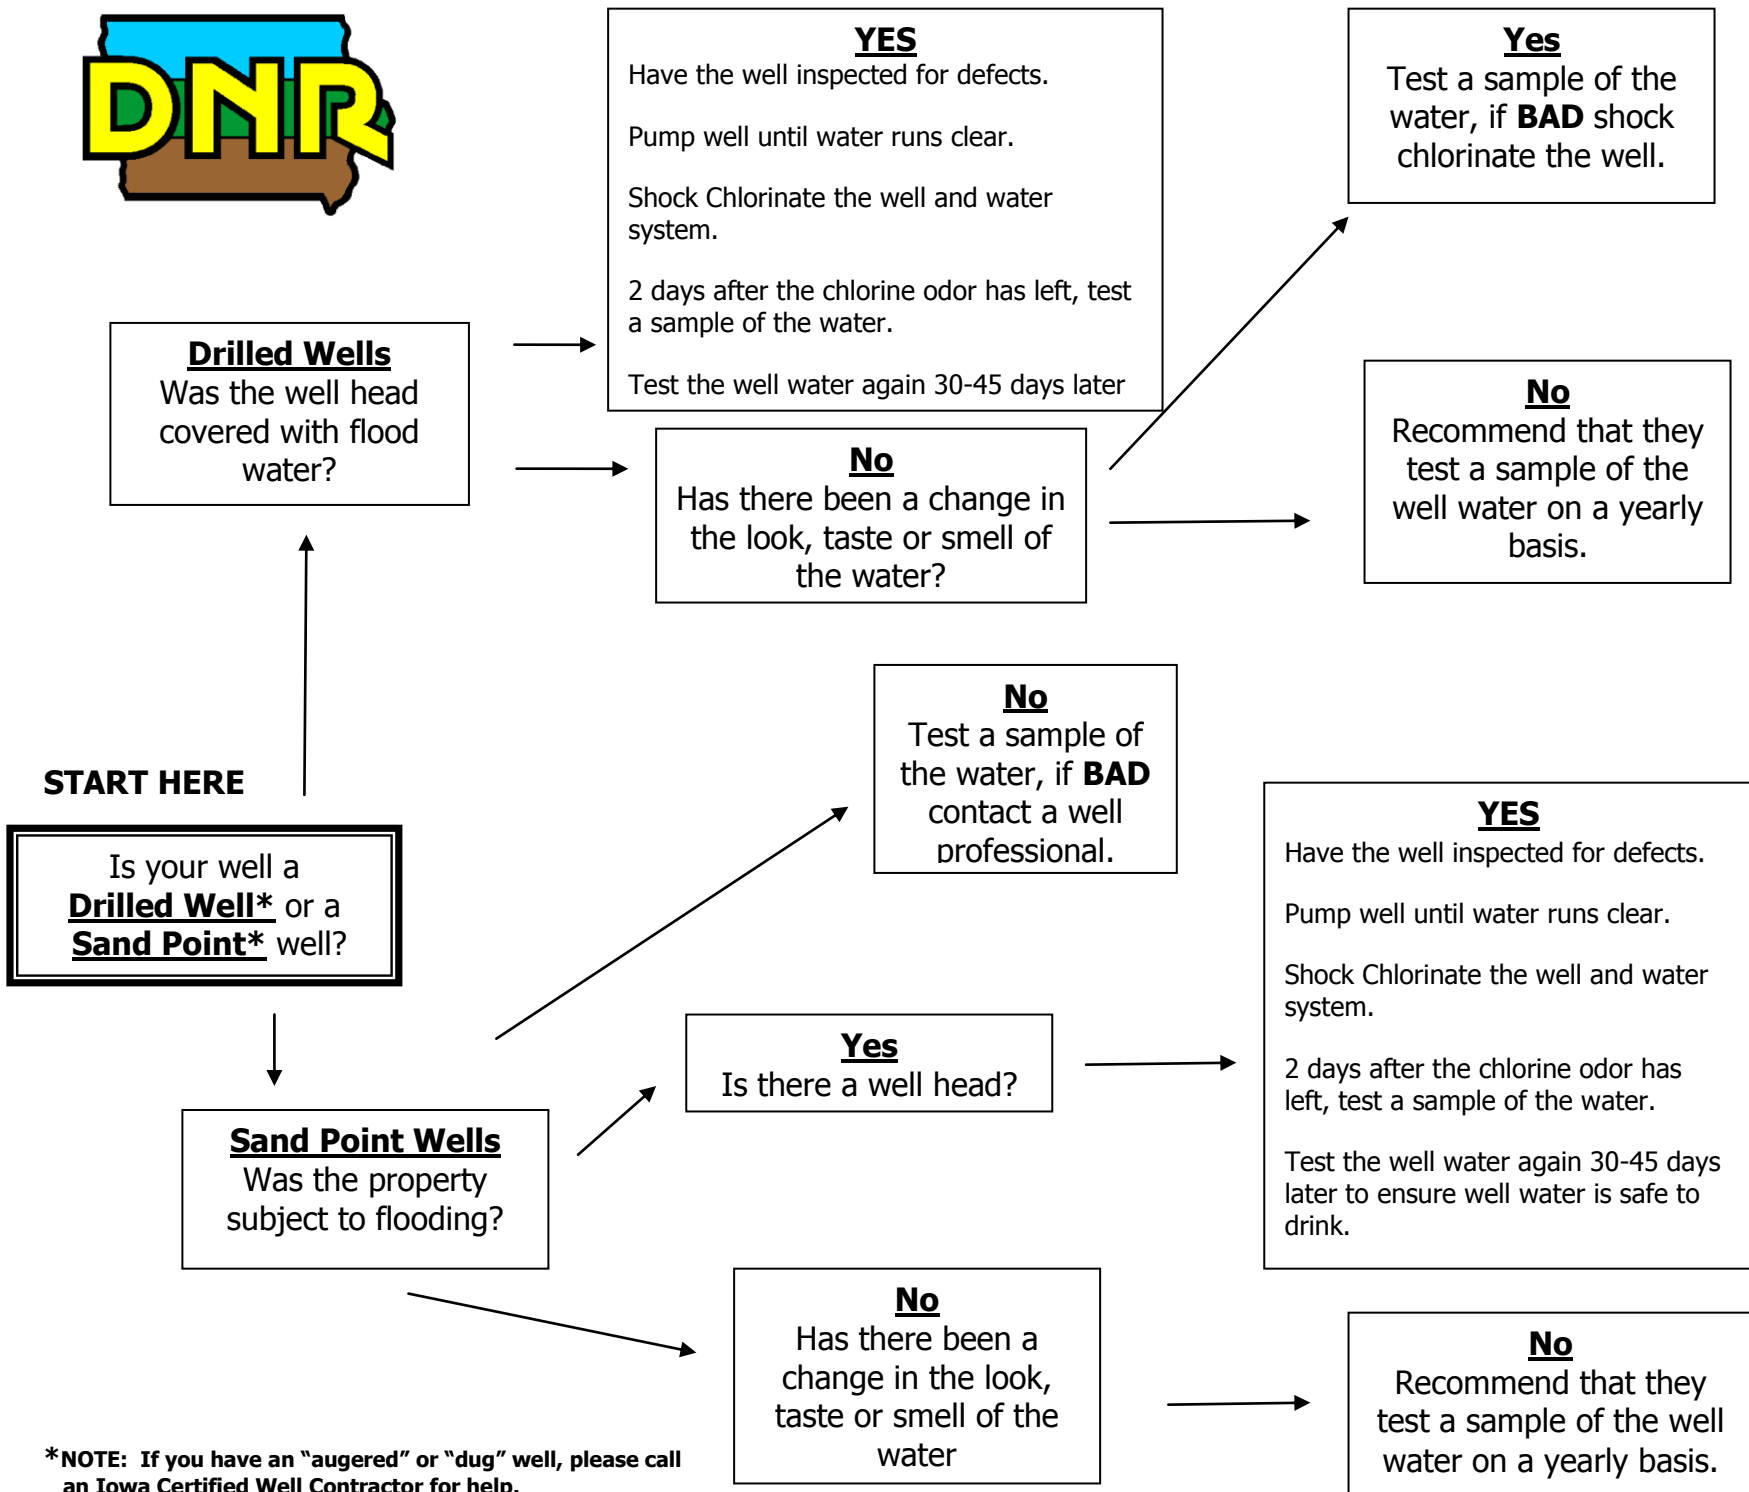 DNR
YES
Have the well inspected for defects.
Pump well until water runs clear.
Shock Chlorinate the well and water
system.
2 days after the chlorine odor has left, test
a sample of the water.
Test the well water again 30-45 days later
Yes
Test a sample of the
water, if BAD shock
chlorinate the well.
Drilled Wells
Was the well head
covered with flood
water?
No
Has there been a change in
the look, taste or smell of
the water?
No
Recommend that they
test a sample of the
well water on a yearly
basis.
No
Test a sample of
the water, if BAD
contact a well
professional.
START HERE
Is your well a
Drilled Well* or a
Sand Point* well?
YES
Have the well inspected for defects.
Pump well until water runs clear.
Shock Chlorinate the well and water
system.
2 days after the chlorine odor has
left, test a sample of the water.
Test the well water again 30-45 days
later to ensure well water is safe to
drink.
Yes
Is there a well head?
Sand Point Wells
Was the property
subject to flooding?
No
Has there been a
change in the look,
taste or smell of the
water
No
Recommend that they
test a sample of the well
water on a yearly basis.
*NOTE: If you have an “augered” or “dug” well, please call
an Iowa Certified Well Contractor for help.